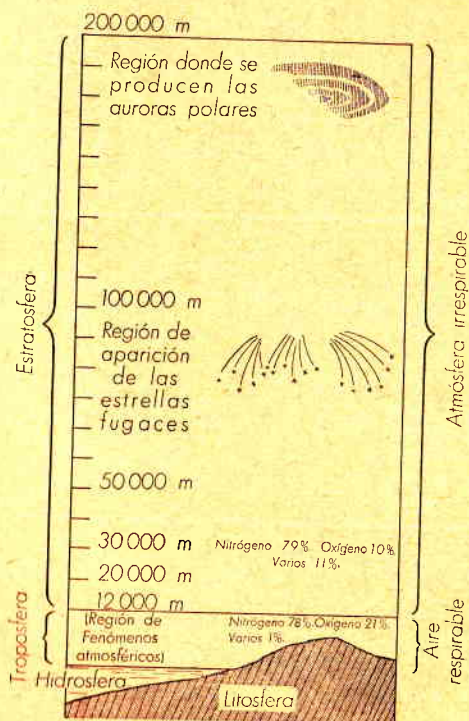 200 000 m
Región donde se
producen las
auroras polares
Estratosfera
Atmósfera irrespirable
100 000 m
Región de
aparición
de las
estrellas
fugaces
50 000 m
30 000 m
Nitrógeno 79% Oxígeno 10%
Varios 11%.
20 000 m
12 000 m
Troposfera
(Región de
Fenómenos
atmosféricos)
Nitrógeno 78%. Oxígeno 21%.
Varios 1%.
Aire
respirable
Hidrosfera
Litosfera